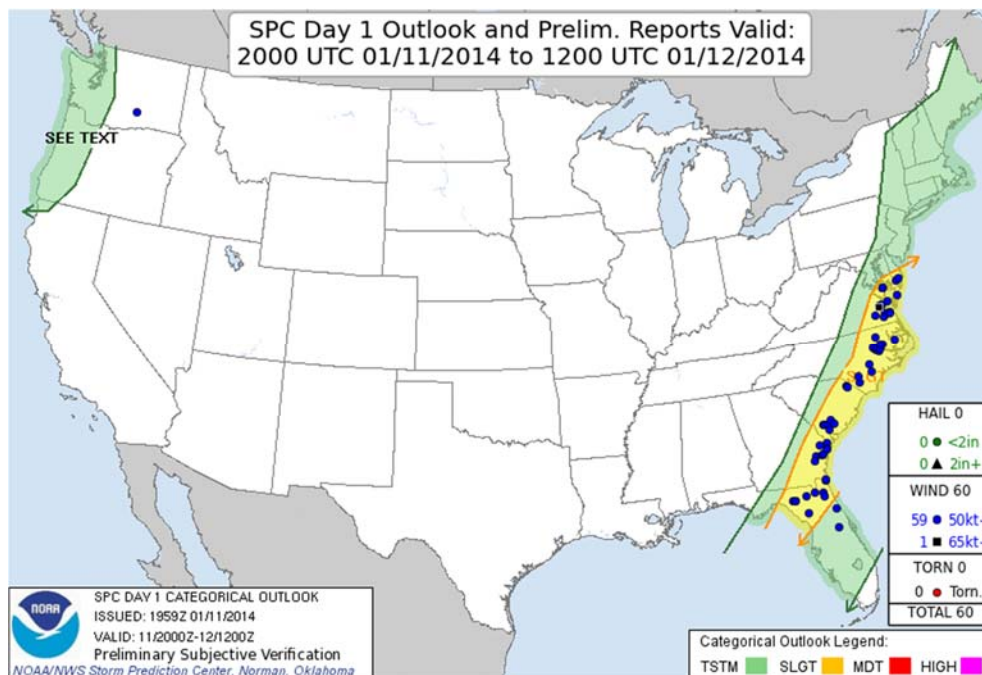 SPC Day 1 Outlook and Prelim. Reports Valid:
2000 UTC 01/11/2014 to 1200 UTC 01/12/2014
SEE TEXT
HAIL 0
0 <2in
0 2in+
WIND 60
59 50kt+
1 65kt+
TORN 0
0 Torn.
TOTAL 60
NOAA
SPC DAY 1 CATEGORICAL OUTLOOK
ISSUED: 1959Z 01/11/2014
VALID: 11/2000Z-12/1200Z
Preliminary Subjective Verification
NOAA/NWS Storm Prediction Center, Norman, Oklahoma
Categorical Outlook Legend:
TSTM SLGT MDT HIGH